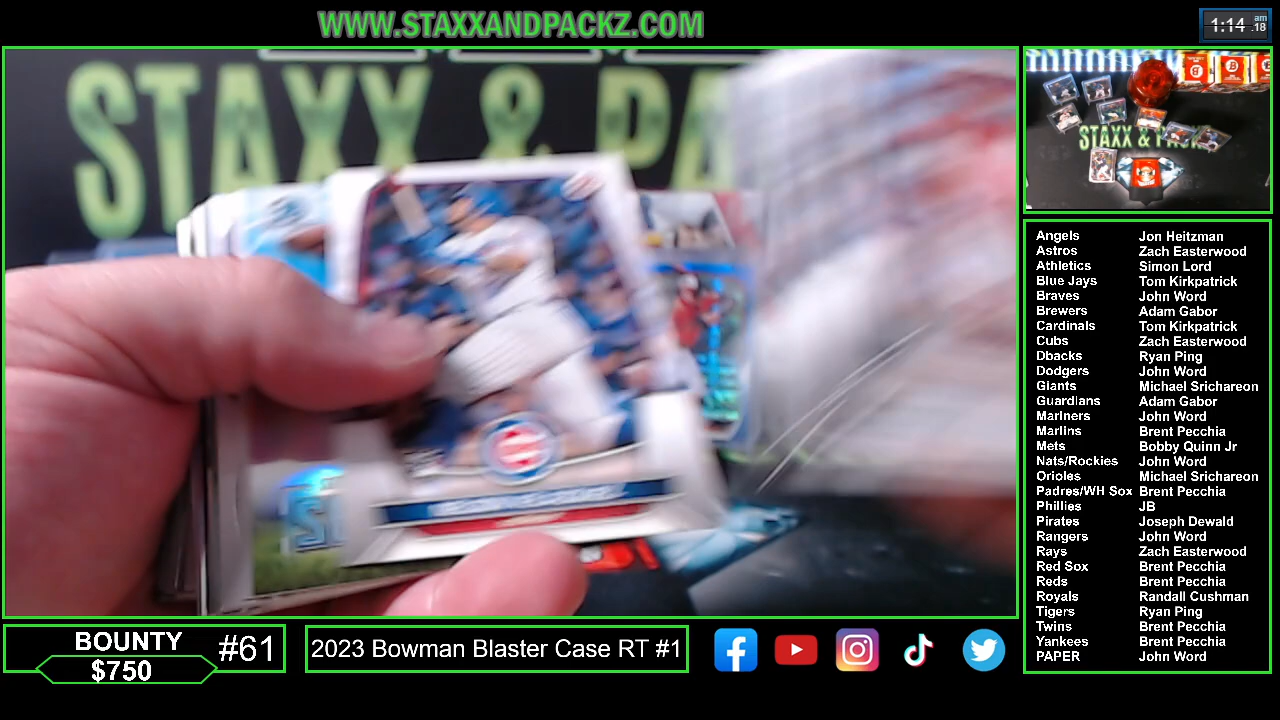 WWW.STAXXANDPACKZ.COM
1:14 am .18
STAXX & PA
STAXX & PACK
Angels Jon Heitzman
Astros Zach Easterwood
Athletics Simon Lord
Blue Jays Tom Kirkpatrick
Braves John Word
Brewers Adam Gabor
Cardinals Tom Kirkpatrick
Cubs Zach Easterwood
Dbacks Ryan Ping
Dodgers John Word
Giants Michael Srichareon
Guardians Adam Gabor
Mariners John Word
Marlins Brent Pecchia
Mets Bobby Quinn Jr
Nats/Rockies John Word
Orioles Michael Srichareon
Padres/WH Sox Brent Pecchia
Phillies JB
Pirates Joseph Dewald
Rangers John Word
Rays Zach Easterwood
Red Sox Brent Pecchia
Reds Brent Pecchia
Royals Randall Cushman
Tigers Ryan Ping
Twins Brent Pecchia
Yankees Brent Pecchia
PAPER John Word
BOUNTY
$750
#61
2023 Bowman Blaster Case RT #1